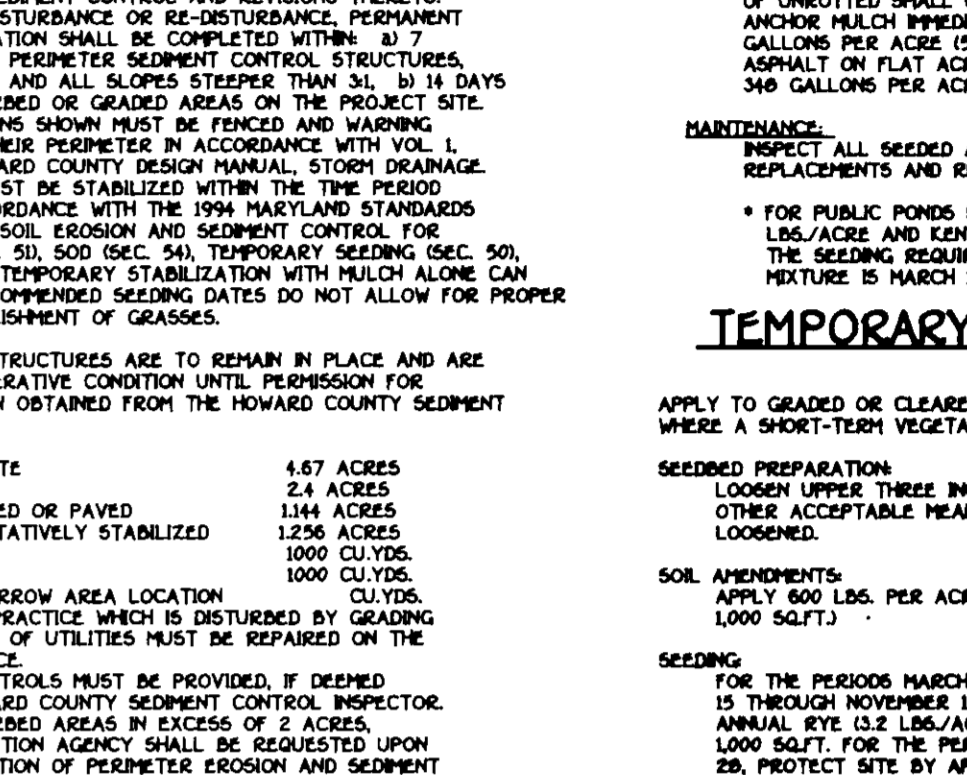 STURBANCE OR RE-DISTURBANCE, PERMANENT
ATION SHALL BE COMPLETED WITHIN: a) 7
PERIMETER SEDIMENT CONTROL STRUCTURES,
AND ALL SLOPES STEEPER THAN 3:1, b) 14 DAYS
BED OR GRADED AREAS ON THE PROJECT SITE.
NS SHOWN MUST BE FENCED AND WARNING
EIR PERIMETER IN ACCORDANCE WITH VOL. 1,
ARD COUNTY DESIGN MANUAL, STORM DRAINAGE.
ST BE STABILIZED WITHIN THE TIME PERIOD
RDANCE WITH THE 1994 MARYLAND STANDARDS
SOIL EROSION AND SEDIMENT CONTROL FOR
. 51), SOD (SEC. 54), TEMPORARY SEEDING (SEC. 50),
TEMPORARY STABILIZATION WITH MULCH ALONE CAN
OMMENDED SEEDING DATES DO NOT ALLOW FOR PROPER
ISHMENT OF GRASSES.
TRUCTURES ARE TO REMAIN IN PLACE AND ARE
ERATIVE CONDITION UNTIL PERMISSION FOR
N OBTAINED FROM THE HOWARD COUNTY SEDIMENT
TE 4.67 ACRES
2.4 ACRES
ED OR PAVED 1.144 ACRES
TATIVELY STABILIZED 1.256 ACRES
1000 CU.YDS.
1000 CU.YDS.
RROW AREA LOCATION CU.YDS.
PRACTICE WHICH IS DISTURBED BY GRADING
OF UTILITIES MUST BE REPAIRED ON THE
CE.
TROLS MUST BE PROVIDED, IF DEEMED
ARD COUNTY SEDIMENT CONTROL INSPECTOR.
RBED AREAS IN EXCESS OF 2 ACRES,
TION AGENCY SHALL BE REQUESTED UPON
TION OF PERIMETER EROSION AND SEDIMENT
OF UNROTTED SHALL
ANCHOR MULCH IMMEDI
GALLONS PER ACRE (5
ASPHALT ON FLAT ACR
348 GALLONS PER ACR
MAINTENANCE:
INSPECT ALL SEEDED A
REPLACEMENTS AND R
* FOR PUBLIC PONDS
LBS./ACRE AND KEN
THE SEEDING REQUI
MIXTURE IS MARCH
TEMPORARY
APPLY TO GRADED OR CLEARE
WHERE A SHORT-TERM VEGETA
SEEDBED PREPARATION:
LOOSEN UPPER THREE IN
OTHER ACCEPTABLE MEA
LOOSENED.
SOIL AMENDMENTS:
APPLY 600 LBS. PER ACR
1,000 SQ.FT.)
SEEDING:
FOR THE PERIODS MARCH
15 THROUGH NOVEMBER 1
ANNUAL RYE (3.2 LBS./AC
1,000 SQ.FT. FOR THE PER
28, PROTECT SITE BY AP